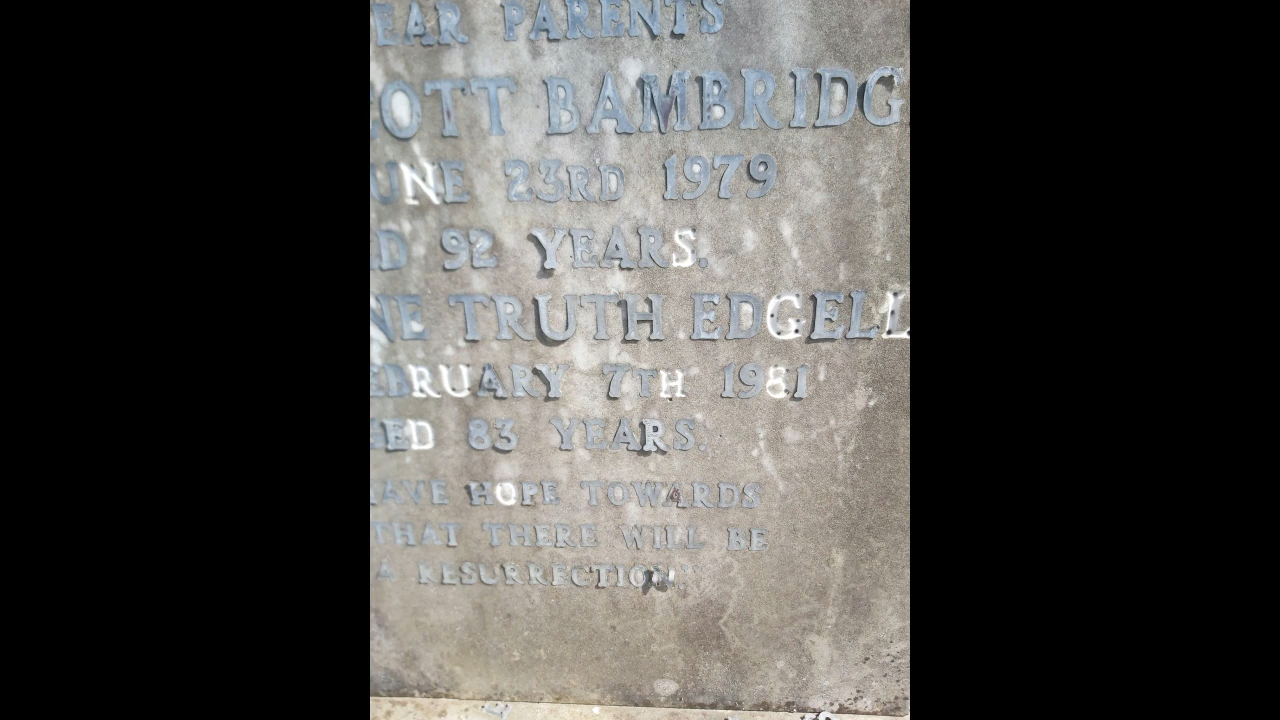 EAR PARENTS
COTT BAMBRIDG
UNE 23RD 1979
D 92 YEARS.
NE TRUTH EDGELL
EBRUARY 7TH 1981
ED 83 YEARS.
AVE HOPE TOWARDS
THAT THERE WILL BE
A RESURRECTION."